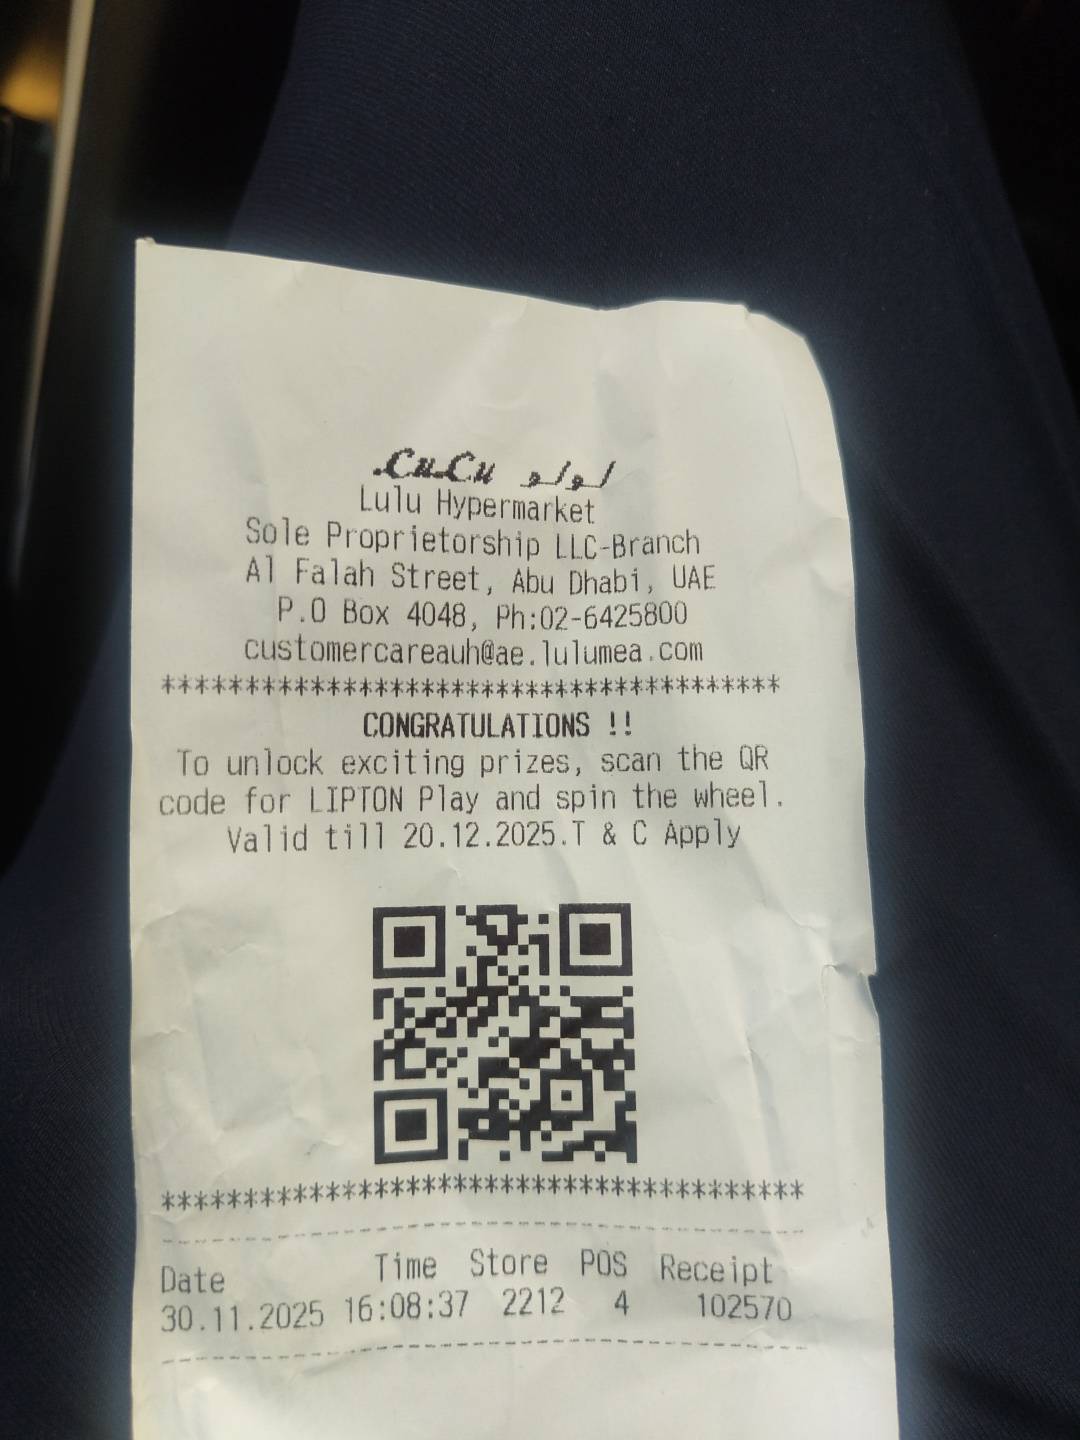 LuLu لولو
Lulu Hypermarket
Sole Proprietorship LLC-Branch
Al Falah Street, Abu Dhabi, UAE
P.O Box 4048, Ph:02-6425800
customercareauh@ae.lulumea.com
**************************************
CONGRATULATIONS !!
To unlock exciting prizes, scan the QR
code for LIPTON Play and spin the wheel.
Valid till 20.12.2025.T & C Apply
**************************************
Date Time Store POS Receipt
30.11.2025 16:08:37 2212 4 102570